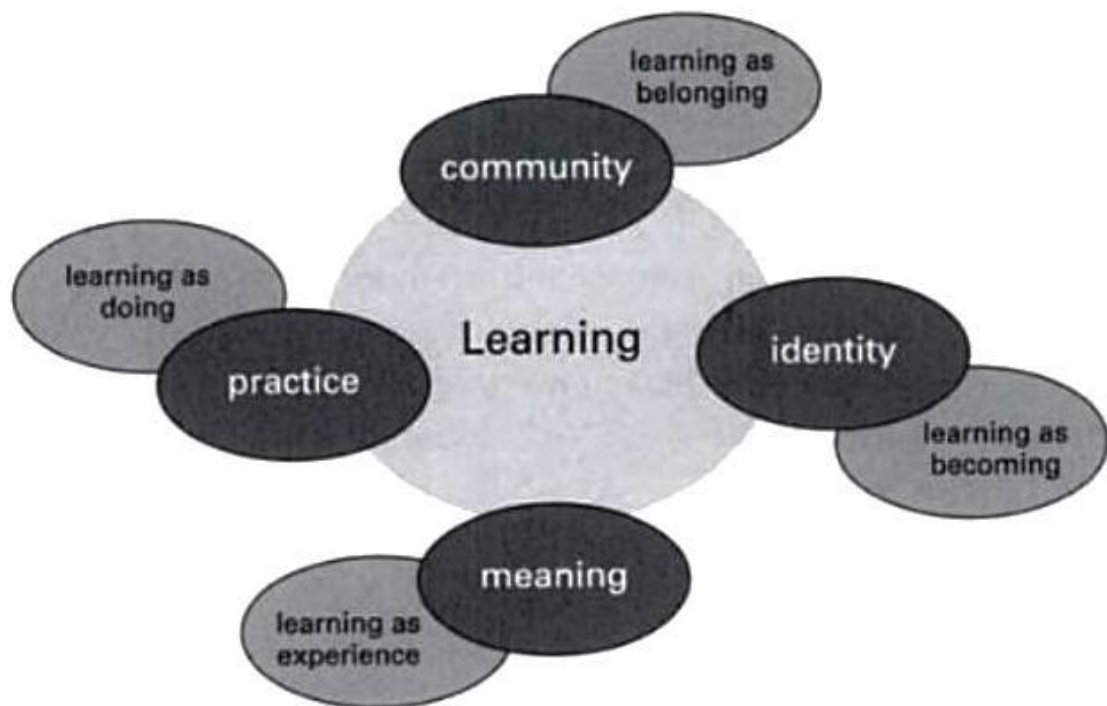 learning as
belonging
community
learning as
doing
practice
Learning
identity
learning as
becoming
meaning
learning as
experience